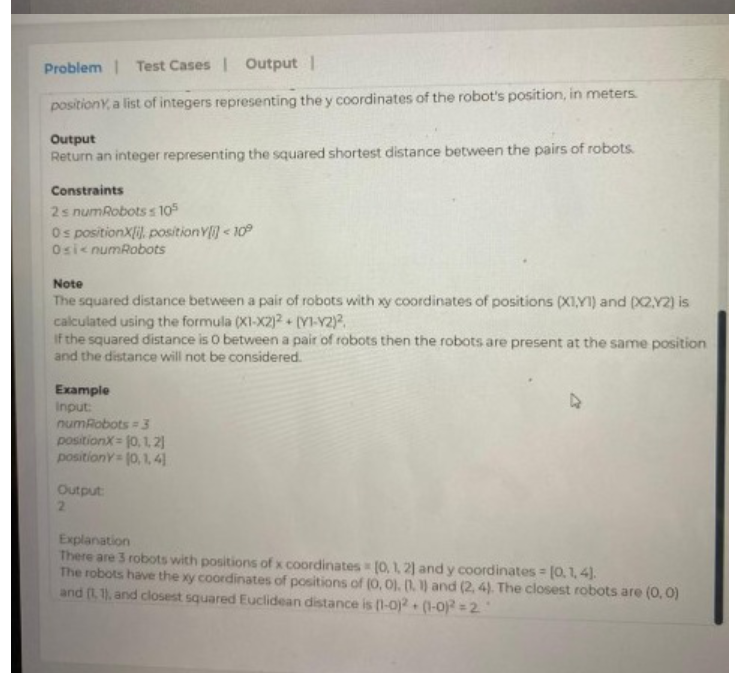 Problem | Test Cases | Output |
positionY, a list of integers representing the y coordinates of the robot's position, in meters.
Output
Return an integer representing the squared shortest distance between the pairs of robots.
Constraints
2 ≤ numRobots ≤ 10⁵
0 ≤ positionX[i], positionY[i] < 10⁹
0 ≤ i < numRobots
Note
The squared distance between a pair of robots with xy coordinates of positions (X1,Y1) and (X2,Y2) is
calculated using the formula (X1-X2)² + (Y1-Y2)².
If the squared distance is 0 between a pair of robots then the robots are present at the same position
and the distance will not be considered.
Example
Input:
numRobots = 3
positionX = [0, 1, 2]
positionY = [0, 1, 4]
Output:
2
Explanation
There are 3 robots with positions of x coordinates = [0, 1, 2] and y coordinates = [0, 1, 4].
The robots have the xy coordinates of positions of (0, 0), (1, 1) and (2, 4). The closest robots are (0, 0)
and (1, 1), and closest squared Euclidean distance is (1-0)² + (1-0)² = 2.